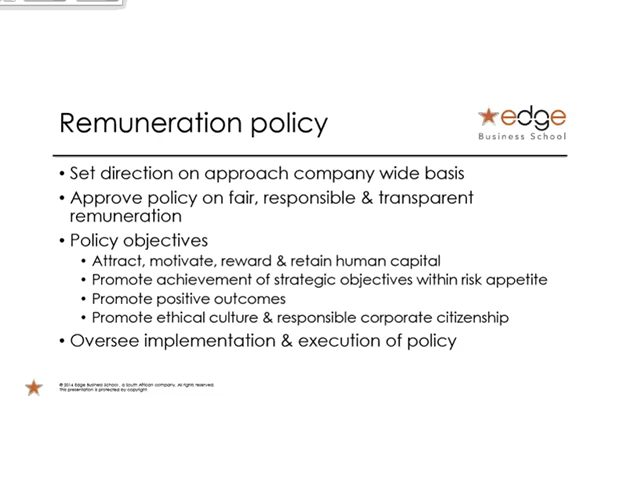 Remuneration policy
edge
Business School
• Set direction on approach company wide basis
• Approve policy on fair, responsible & transparent
remuneration
• Policy objectives
• Attract, motivate, reward & retain human capital
• Promote achievement of strategic objectives within risk appetite
• Promote positive outcomes
• Promote ethical culture & responsible corporate citizenship
• Oversee implementation & execution of policy
© 2016 Edge Business School, a South African company. All rights reserved.
This presentation is protected by copyright.